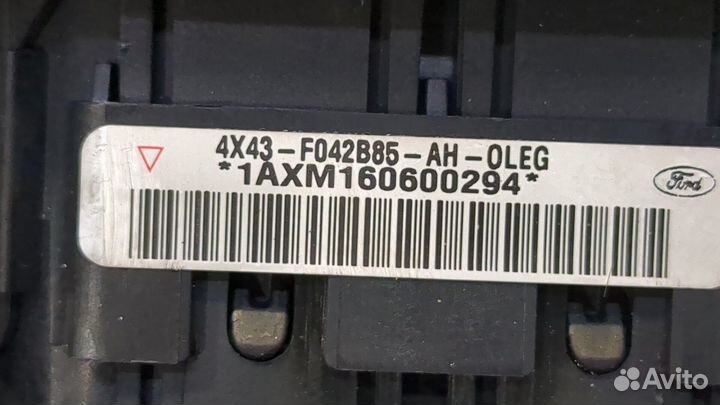 4X43-F042B85-AH-OLEG
*1AXM160600294*
Ford
Avito